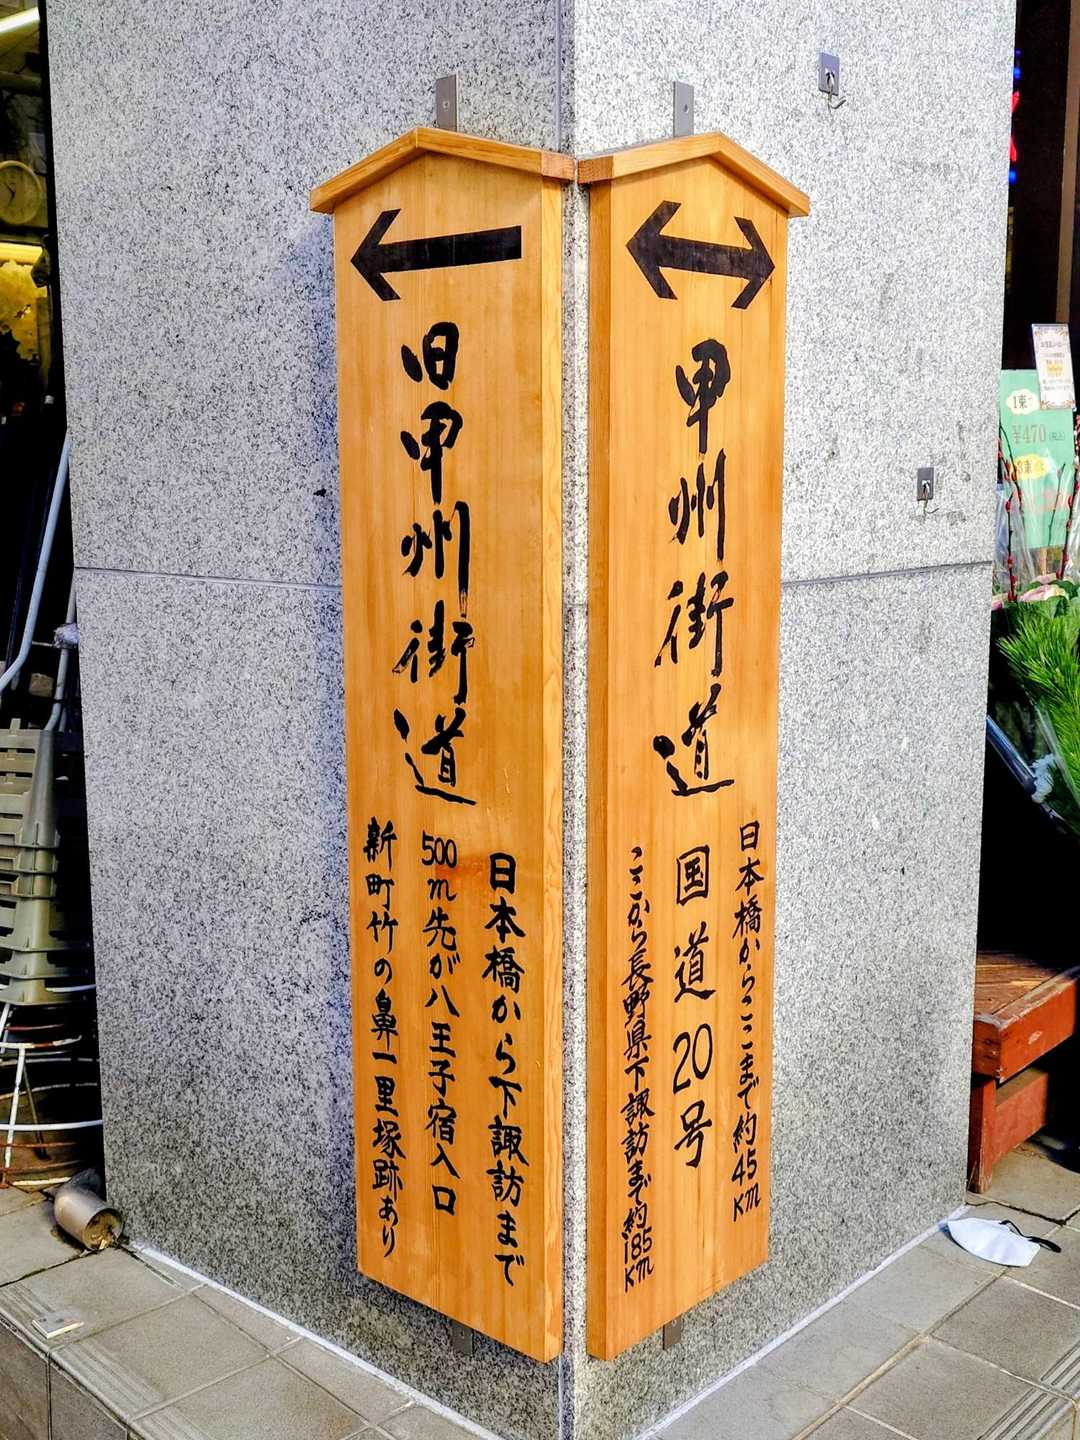 旧甲州街道
日本橋から下諏訪まで
500m先が八王子宿入口
新町竹の鼻一里塚跡あり
甲州街道
日本橋からここまで約45km
国道20号
ここから長野県下諏訪まで約185km
1束
¥470